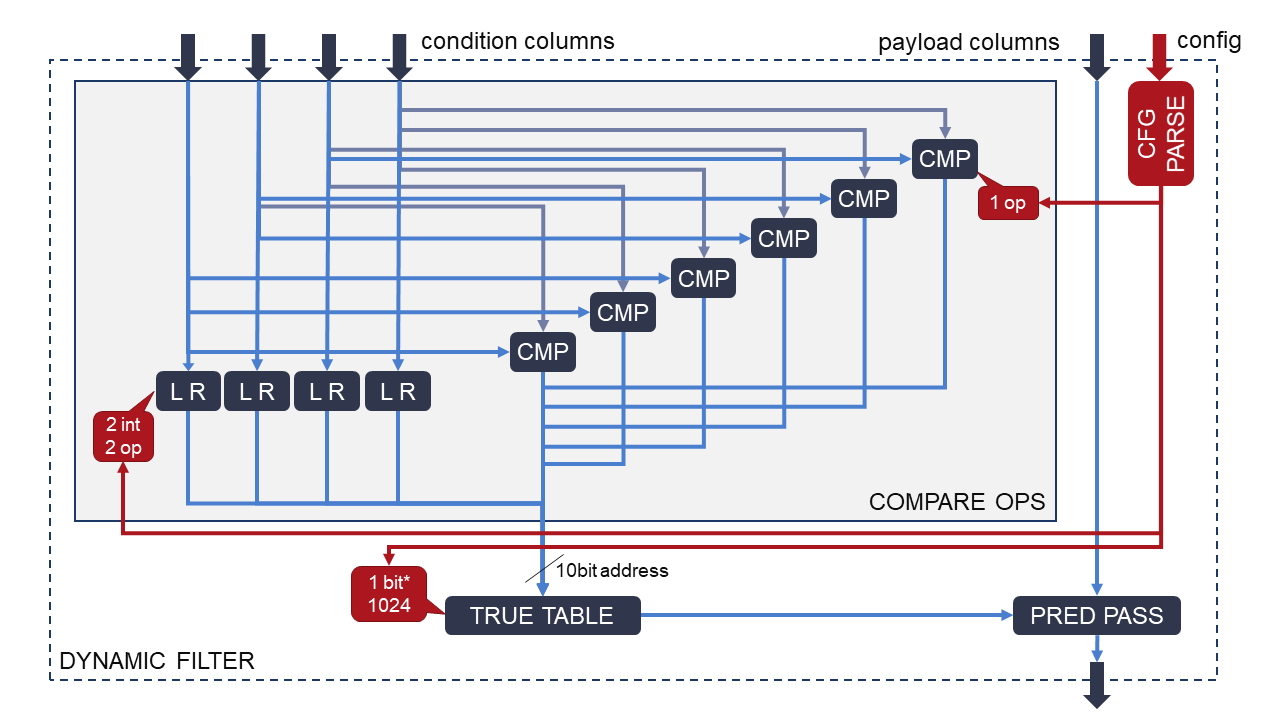 condition columns
payload columns
config
CFG
PARSE
CMP
1 op
CMP
CMP
CMP
CMP
CMP
L R
L R
L R
L R
2 int
2 op
COMPARE OPS
10bit address
1 bit*
1024
TRUE TABLE
PRED PASS
DYNAMIC FILTER